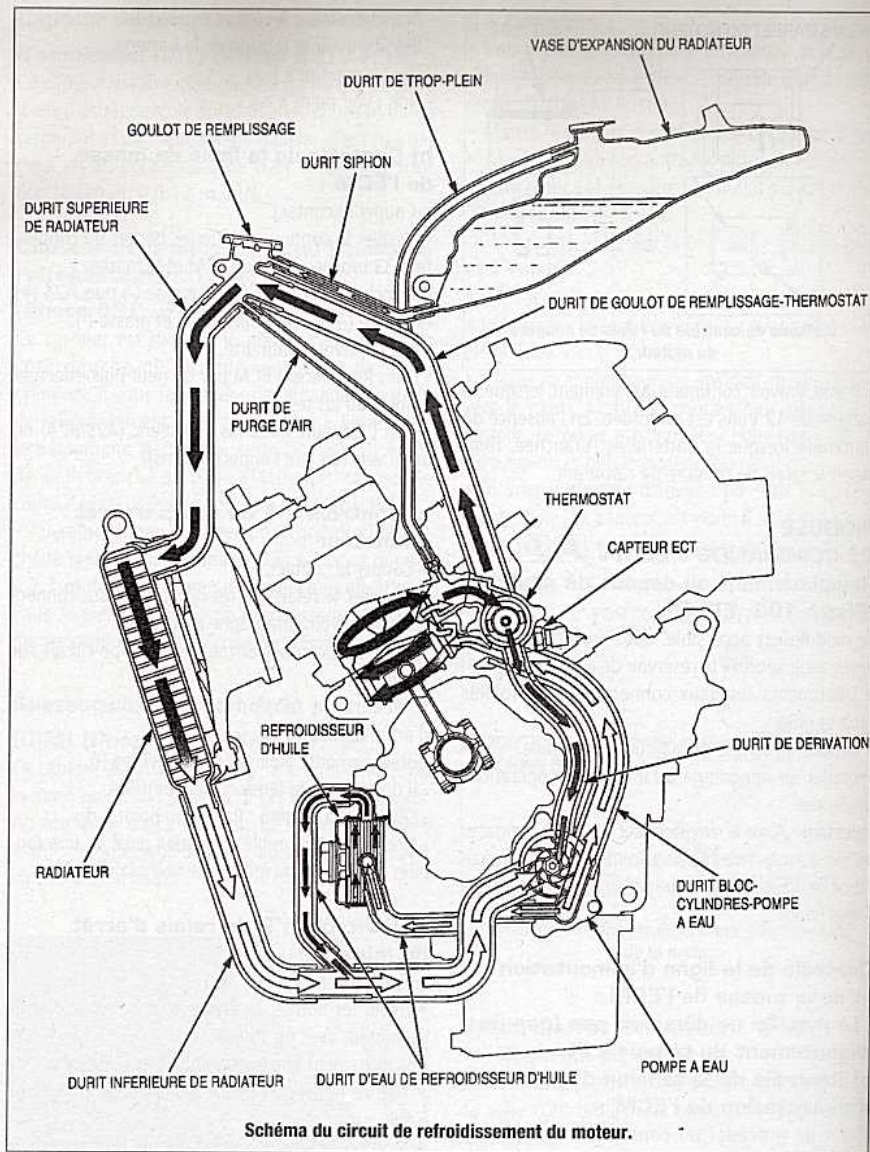 VASE D'EXPANSION DU RADIATEUR
DURIT DE TROP-PLEIN
GOULOT DE REMPLISSAGE
DURIT SIPHON
DURIT SUPERIEURE
DE RADIATEUR
DURIT DE GOULOT DE REMPLISSAGE-THERMOSTAT
DURIT DE
PURGE D'AIR
THERMOSTAT
CAPTEUR ECT
REFROIDISSEUR
D'HUILE
DURIT DE DERIVATION
RADIATEUR
DURIT BLOC-
CYLINDRES-POMPE
A EAU
DURIT INFERIEURE DE RADIATEUR
DURIT D'EAU DE REFROIDISSEUR D'HUILE
POMPE A EAU
Schéma du circuit de refroidissement du moteur.